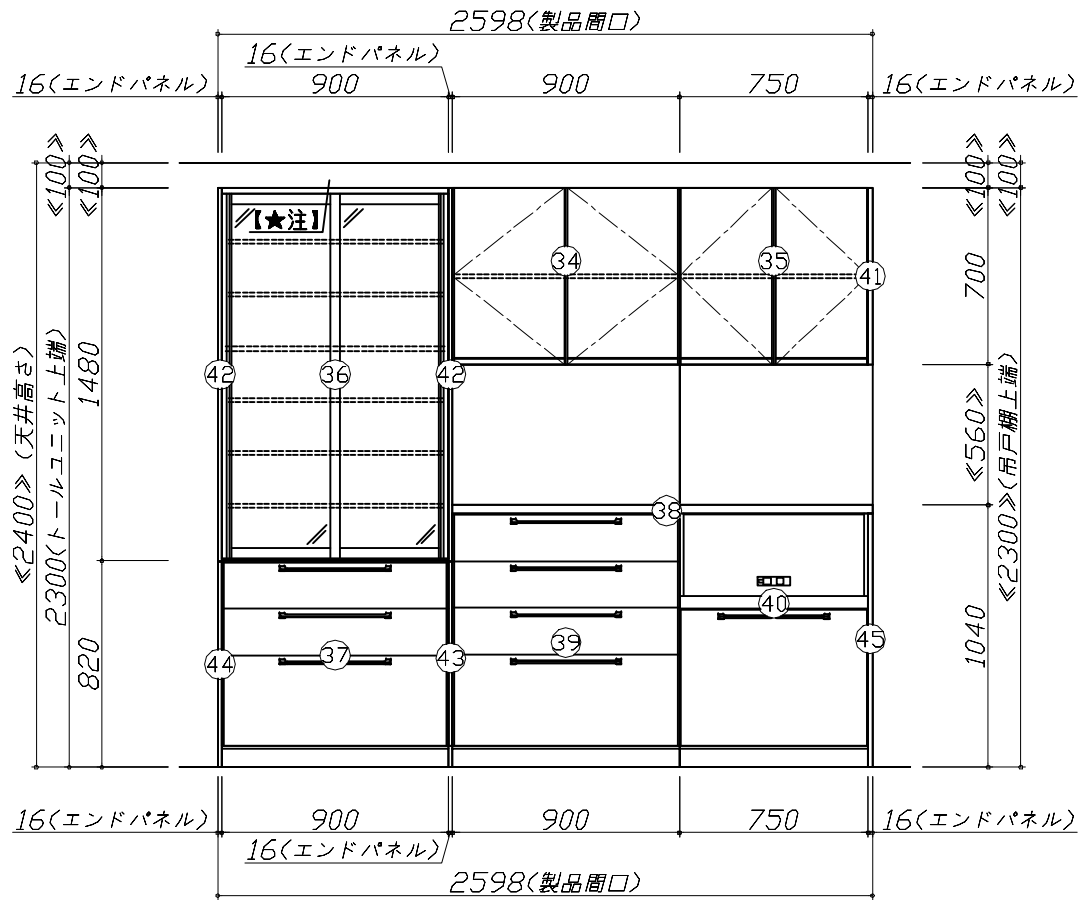 2598(製品間口)
16(エンドパネル)
16(エンドパネル)
900
900
750
16(エンドパネル)
≪100≫
≪100≫
≪100≫
≪100≫
【★注】
34
35
41
700
≪2400≫(天井高さ)
2300(トールユニット上端)
1480
42
36
42
≪560≫
≪2300≫(吊戸棚上端)
38
40
820
44
37
43
39
45
1040
16(エンドパネル)
900
900
750
16(エンドパネル)
16(エンドパネル)
2598(製品間口)